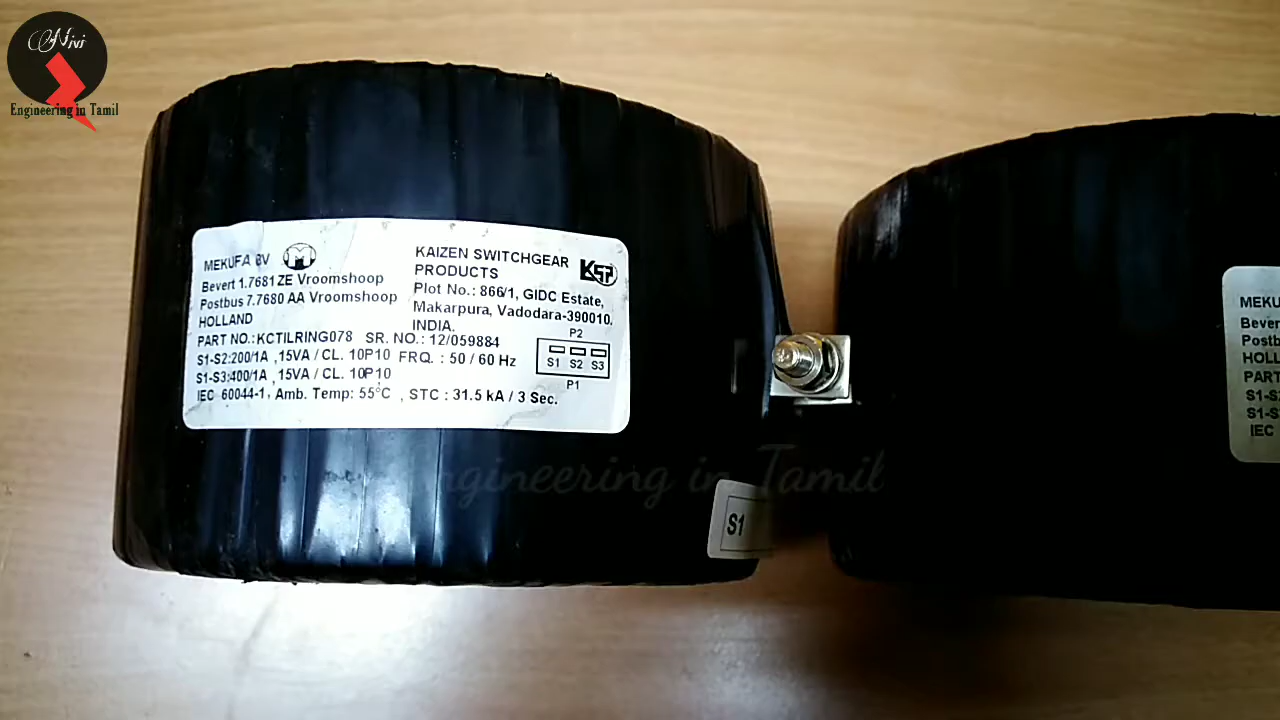 Nivi
Engineering in Tamil
MEKUFA BV
Bevert 1.7681 ZE Vroomshoop
Postbus 7.7680 AA Vroomshoop
HOLLAND
KAIZEN SWITCHGEAR
PRODUCTS
KSP
Plot No.: 866/1, GIDC Estate,
Makarpura, Vadodara-390010.
INDIA.
PART NO.:KCTILRING078 SR. NO.: 12/059884
S1-S2:200/1A ,15VA / CL. 10P10 FRQ. : 50 / 60 Hz
S1-S3:400/1A ,15VA / CL. 10P10
IEC 60044-1, Amb. Temp: 55°C , STC : 31.5 kA / 3 Sec.
P2
S1 S2 S3
P1
S1
Engineering in Tamil
MEKU
Bever
Postb
HOLL
PART
S1-S
S1-S
IEC